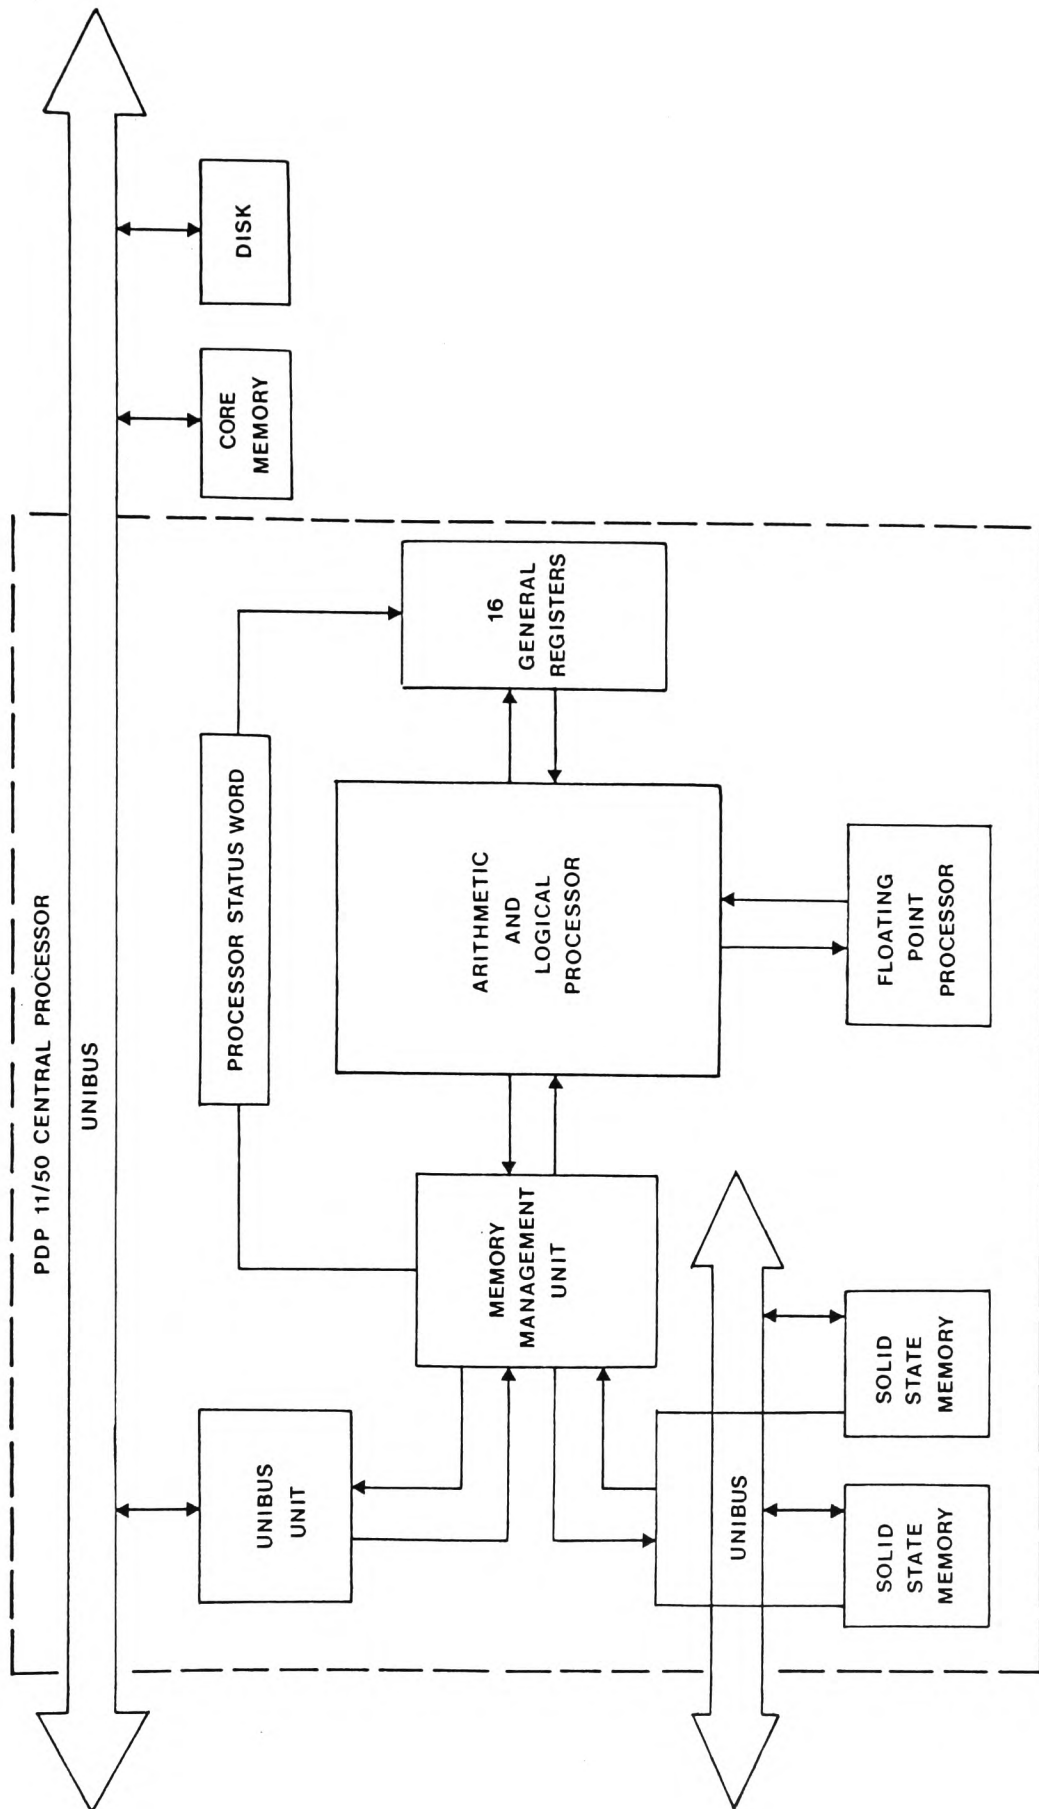 PDP 11/50 CENTRAL PROCESSOR
UNIBUS
UNIBUS
UNIT
PROCESSOR STATUS WORD
CORE
MEMORY
DISK
MEMORY
MANAGEMENT
UNIT
ARITHMETIC
AND
LOGICAL
PROCESSOR
16
GENERAL
REGISTERS
UNIBUS
SOLID
STATE
MEMORY
SOLID
STATE
MEMORY
FLOATING
POINT
PROCESSOR